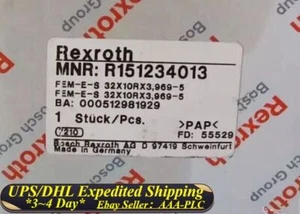 Rexroth
MNR: R151234013
FEM-E-S 32X10RX3,969-5
FEM-E-S 32X10RX3,969-5
BA: 000512981929
1 Stück/Pcs.
>PAP<
7210
FD: 55529
Bosch Rexroth AG D 97419 Schweinfurt
Made in Germany
UPS/DHL Expedited Shipping
*3~4 Day* Ebay Seller: AAA-PLC